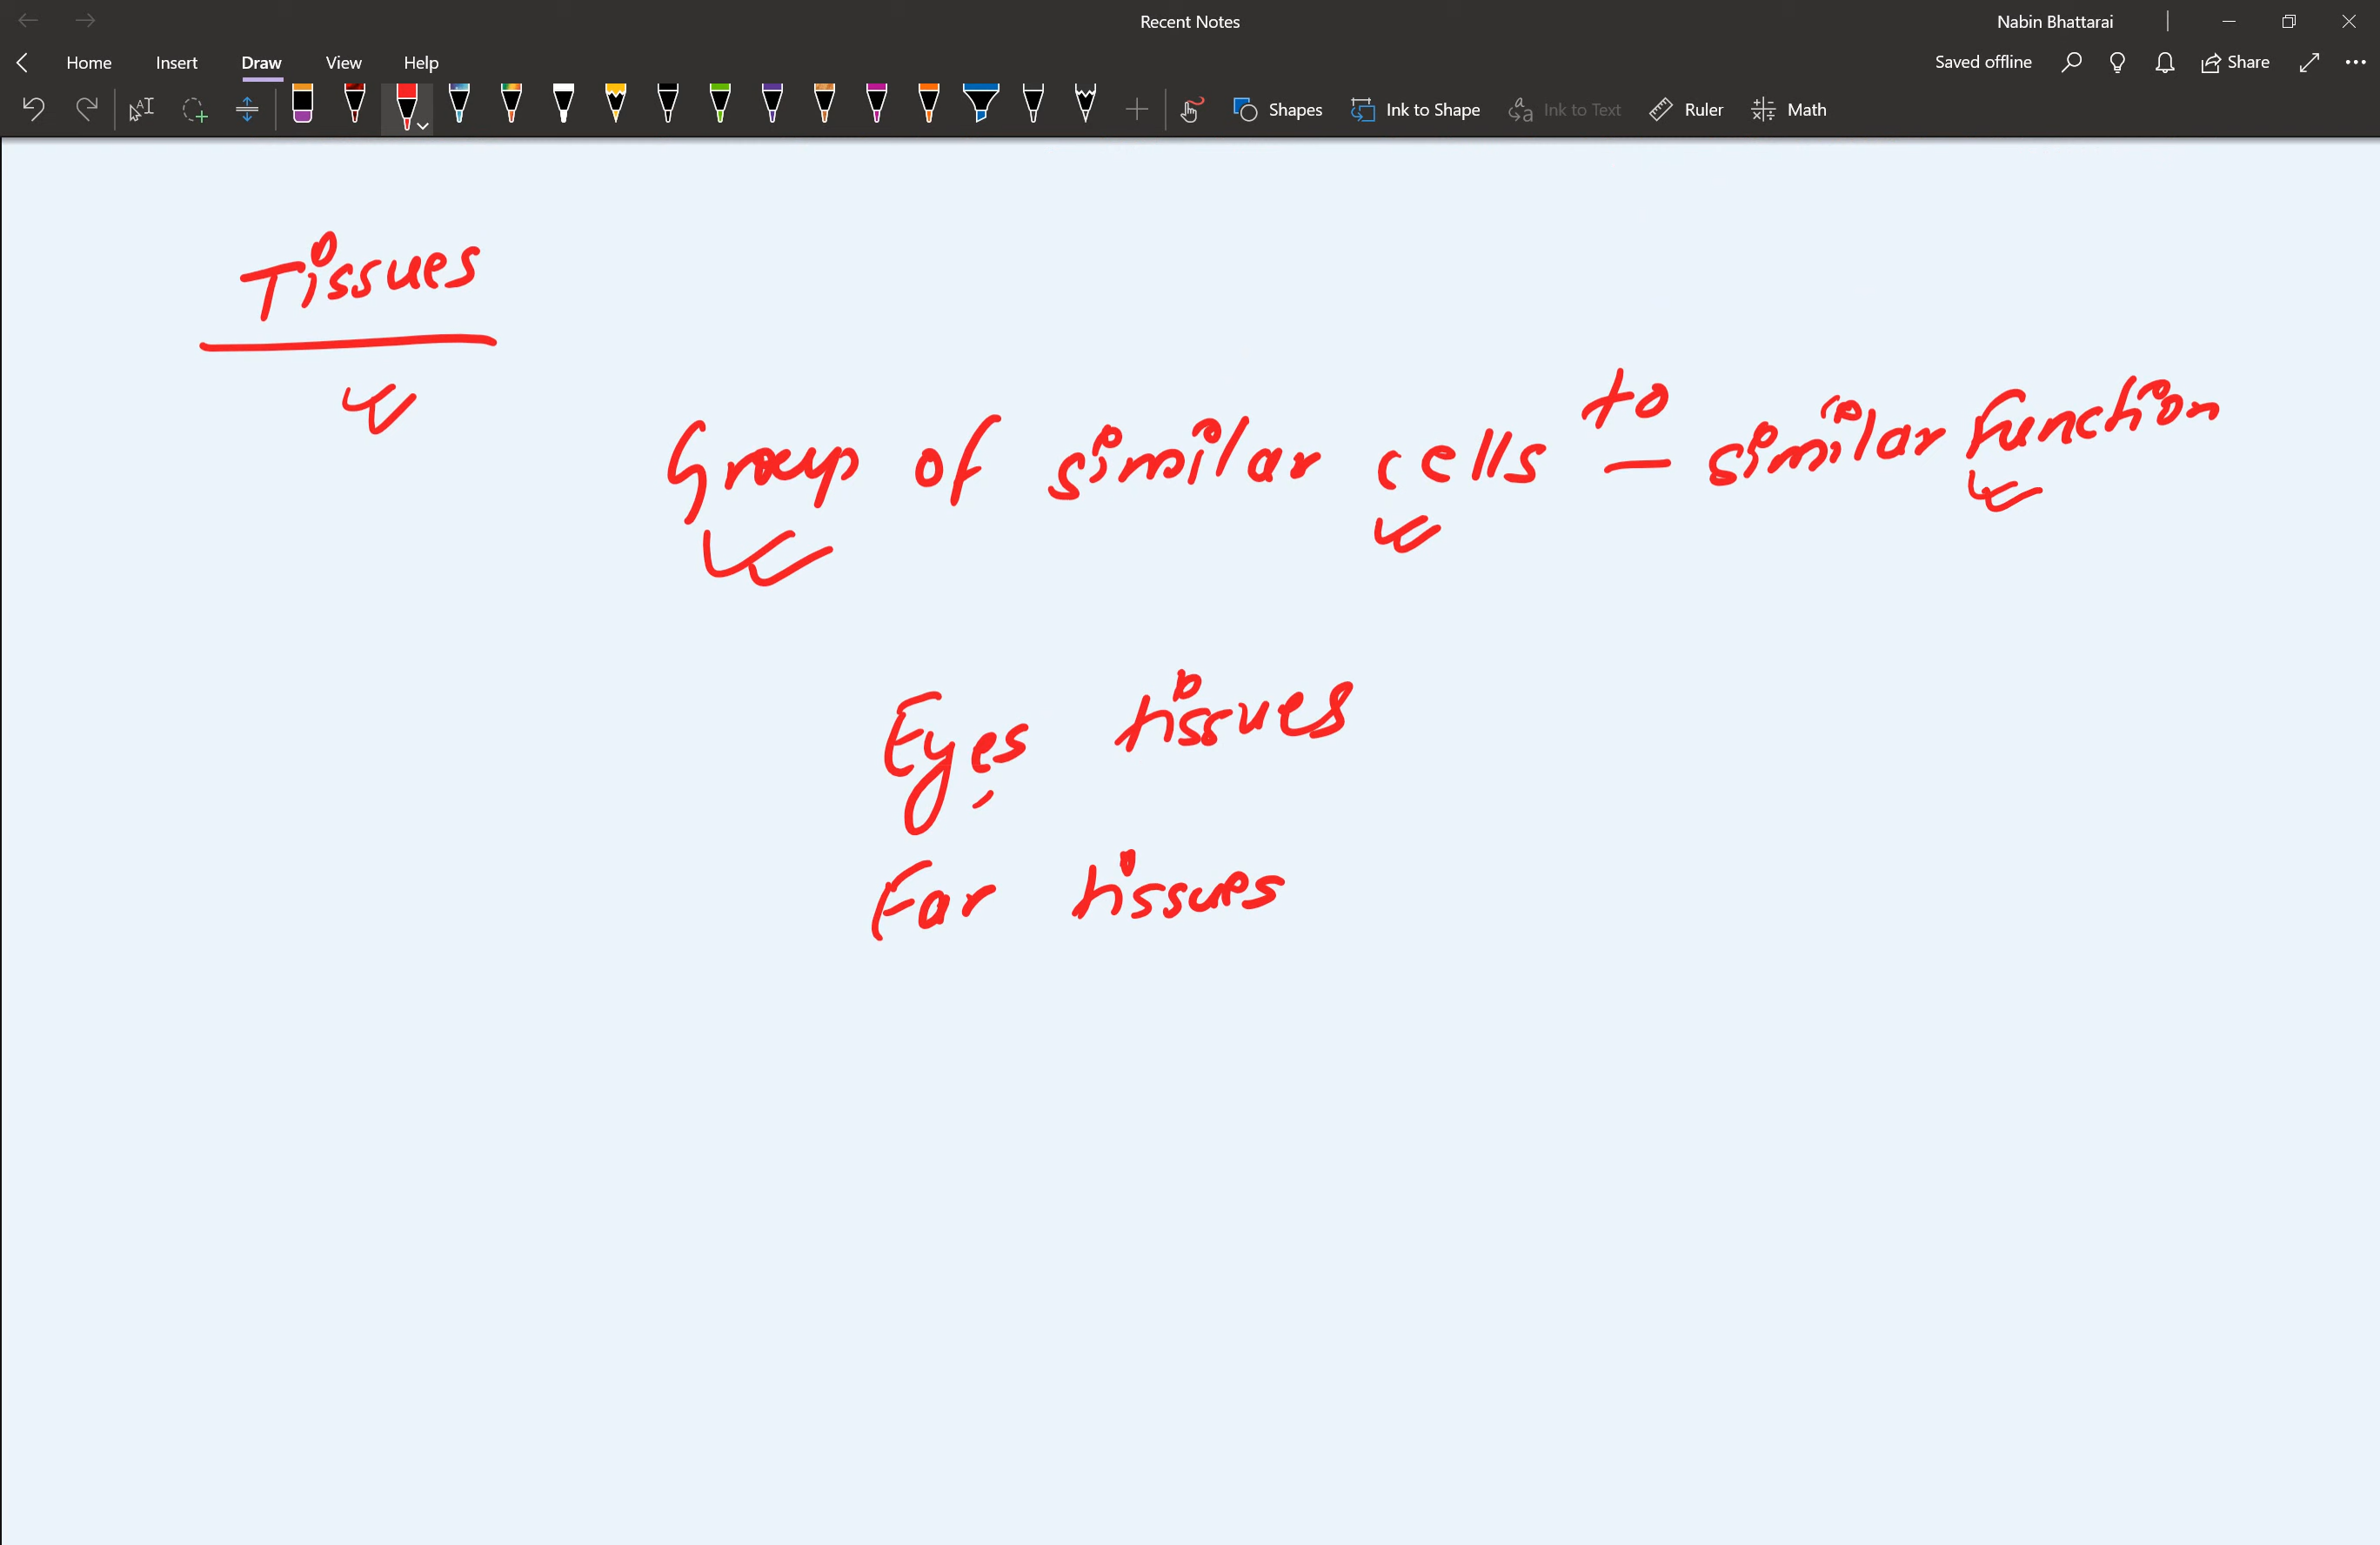 Recent Notes
Nabin Bhattarai
Home Insert Draw View Help
Saved offline
Share
Shapes Ink to Shape Ink to Text Ruler Math
Tissues
Group of similar cells to — similar function
Eyes tissues
Ear tissues